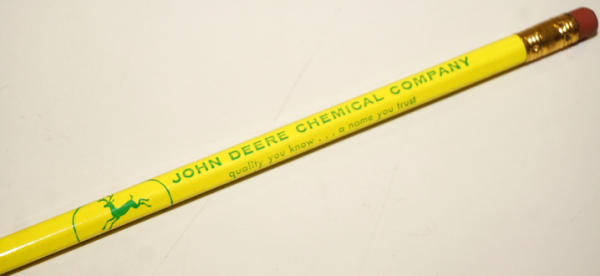 JOHN DEERE CHEMICAL COMPANY
quality you know . . . a name you trust